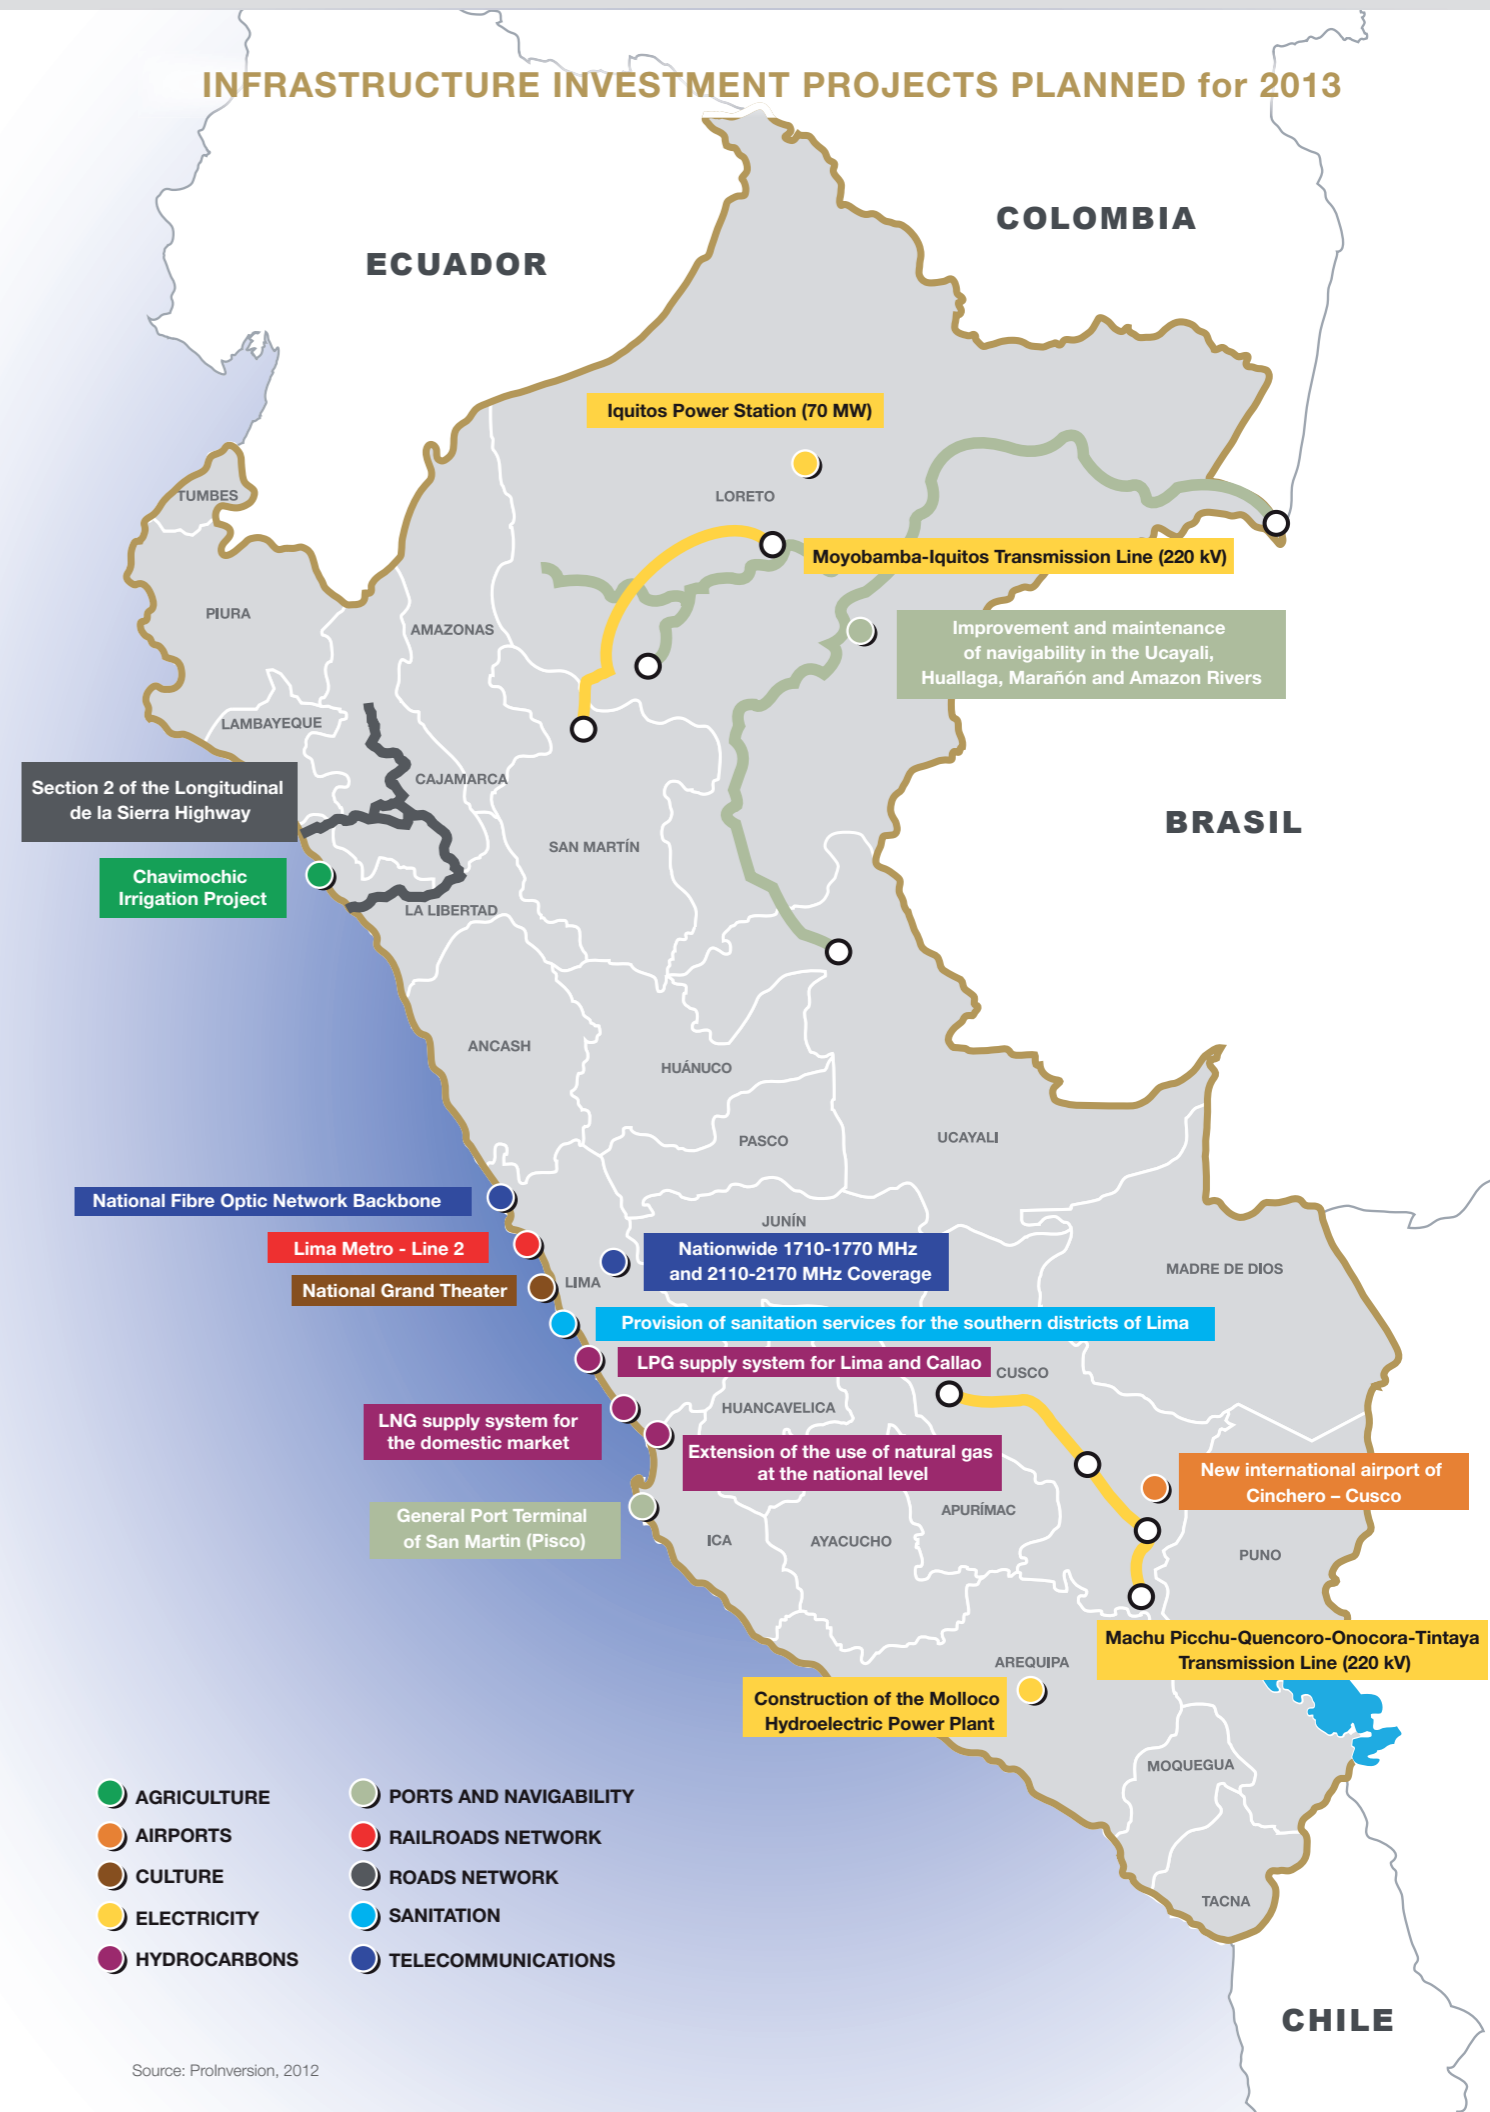 INFRASTRUCTURE INVESTMENT PROJECTS PLANNED for 2013
COLOMBIA
ECUADOR
Iquitos Power Station (70 MW)
LORETO
TUMBES
Moyobamba-Iquitos Transmission Line (220 kV)
PIURA
AMAZONAS
Improvement and maintenance
of navigability in the Ucayali,
Huallaga, Marañón and Amazon Rivers
LAMBAYEQUE
CAJAMARCA
Section 2 of the Longitudinal
de la Sierra Highway
BRASIL
SAN MARTÍN
Chavimochic
Irrigation Project
LA LIBERTAD
ANCASH
HUÁNUCO
PASCO
UCAYALI
National Fibre Optic Network Backbone
JUNÍN
Lima Metro - Line 2
Nationwide 1710-1770 MHz
and 2110-2170 MHz Coverage
MADRE DE DIOS
National Grand Theater
LIMA
Provision of sanitation services for the southern districts of Lima
LPG supply system for Lima and Callao
CUSCO
HUANCAVELICA
LNG supply system for
the domestic market
Extension of the use of natural gas
at the national level
New international airport of
Cinchero – Cusco
General Port Terminal
of San Martin (Pisco)
APURÍMAC
ICA
AYACUCHO
PUNO
Machu Picchu-Quencoro-Onocora-Tintaya
Transmission Line (220 kV)
AREQUIPA
Construction of the Molloco
Hydroelectric Power Plant
MOQUEGUA
TACNA
AGRICULTURE
AIRPORTS
CULTURE
ELECTRICITY
HYDROCARBONS
PORTS AND NAVIGABILITY
RAILROADS NETWORK
ROADS NETWORK
SANITATION
TELECOMMUNICATIONS
CHILE
Source: ProInversion, 2012